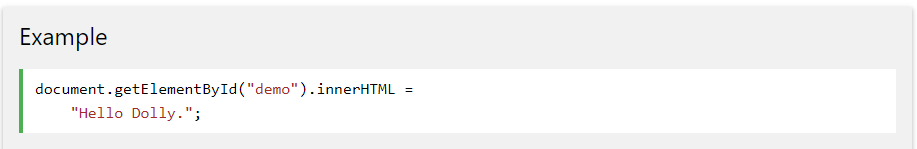 Example
document.getElementById("demo").innerHTML =
    "Hello Dolly.";